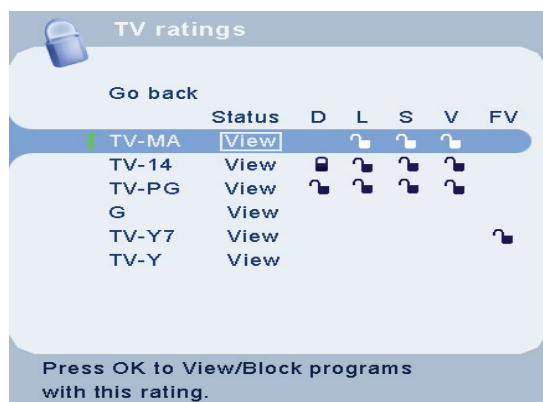 TV ratings
Go back
Status D L S V FV
TV-MA View
TV-14 View
TV-PG View
G View
TV-Y7 View
TV-Y View
Press OK to View/Block programs
with this rating.